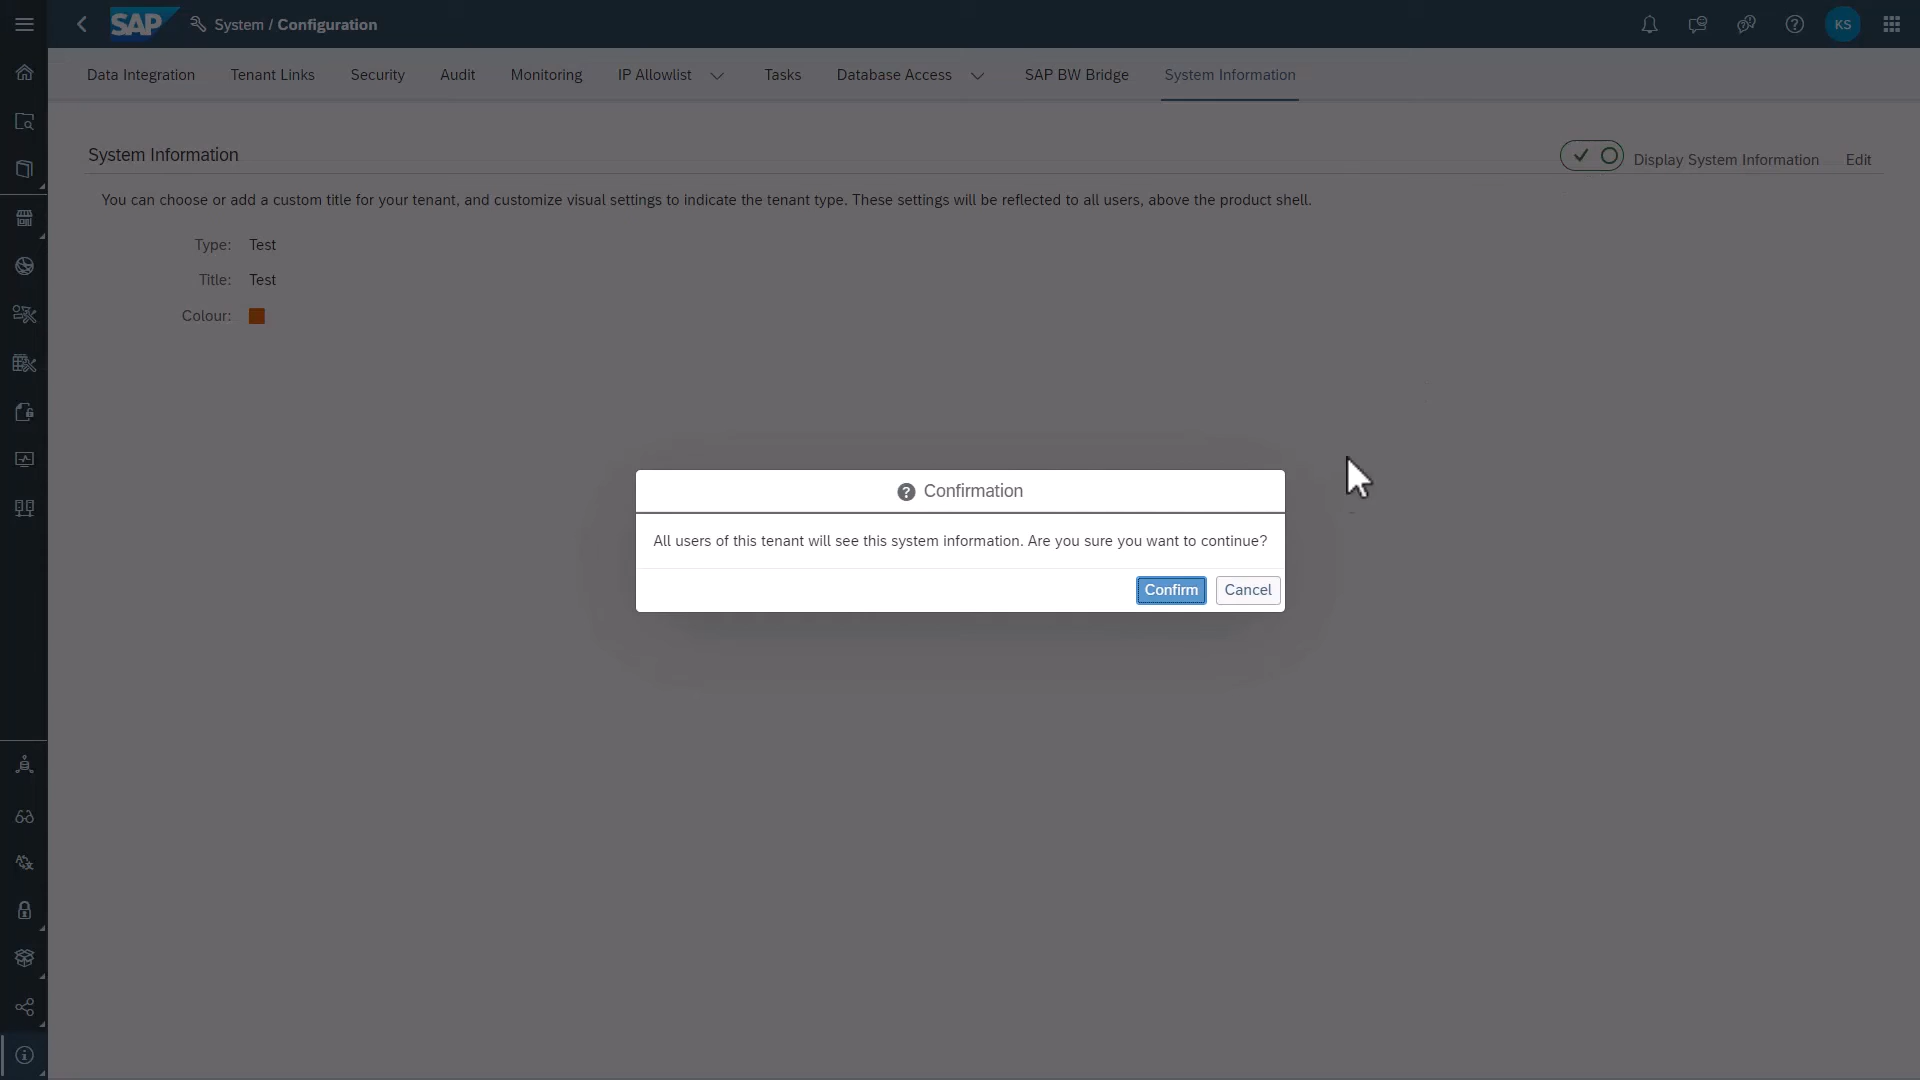 SAP System / Configuration KS
Data Integration Tenant Links Security Audit Monitoring IP Allowlist Tasks Database Access SAP BW Bridge System Information
System Information Display System Information Edit
You can choose or add a custom title for your tenant, and customize visual settings to indicate the tenant type. These settings will be reflected to all users, above the product shell.
Type: Test
Title: Test
Colour:
Confirmation
All users of this tenant will see this system information. Are you sure you want to continue?
Confirm Cancel